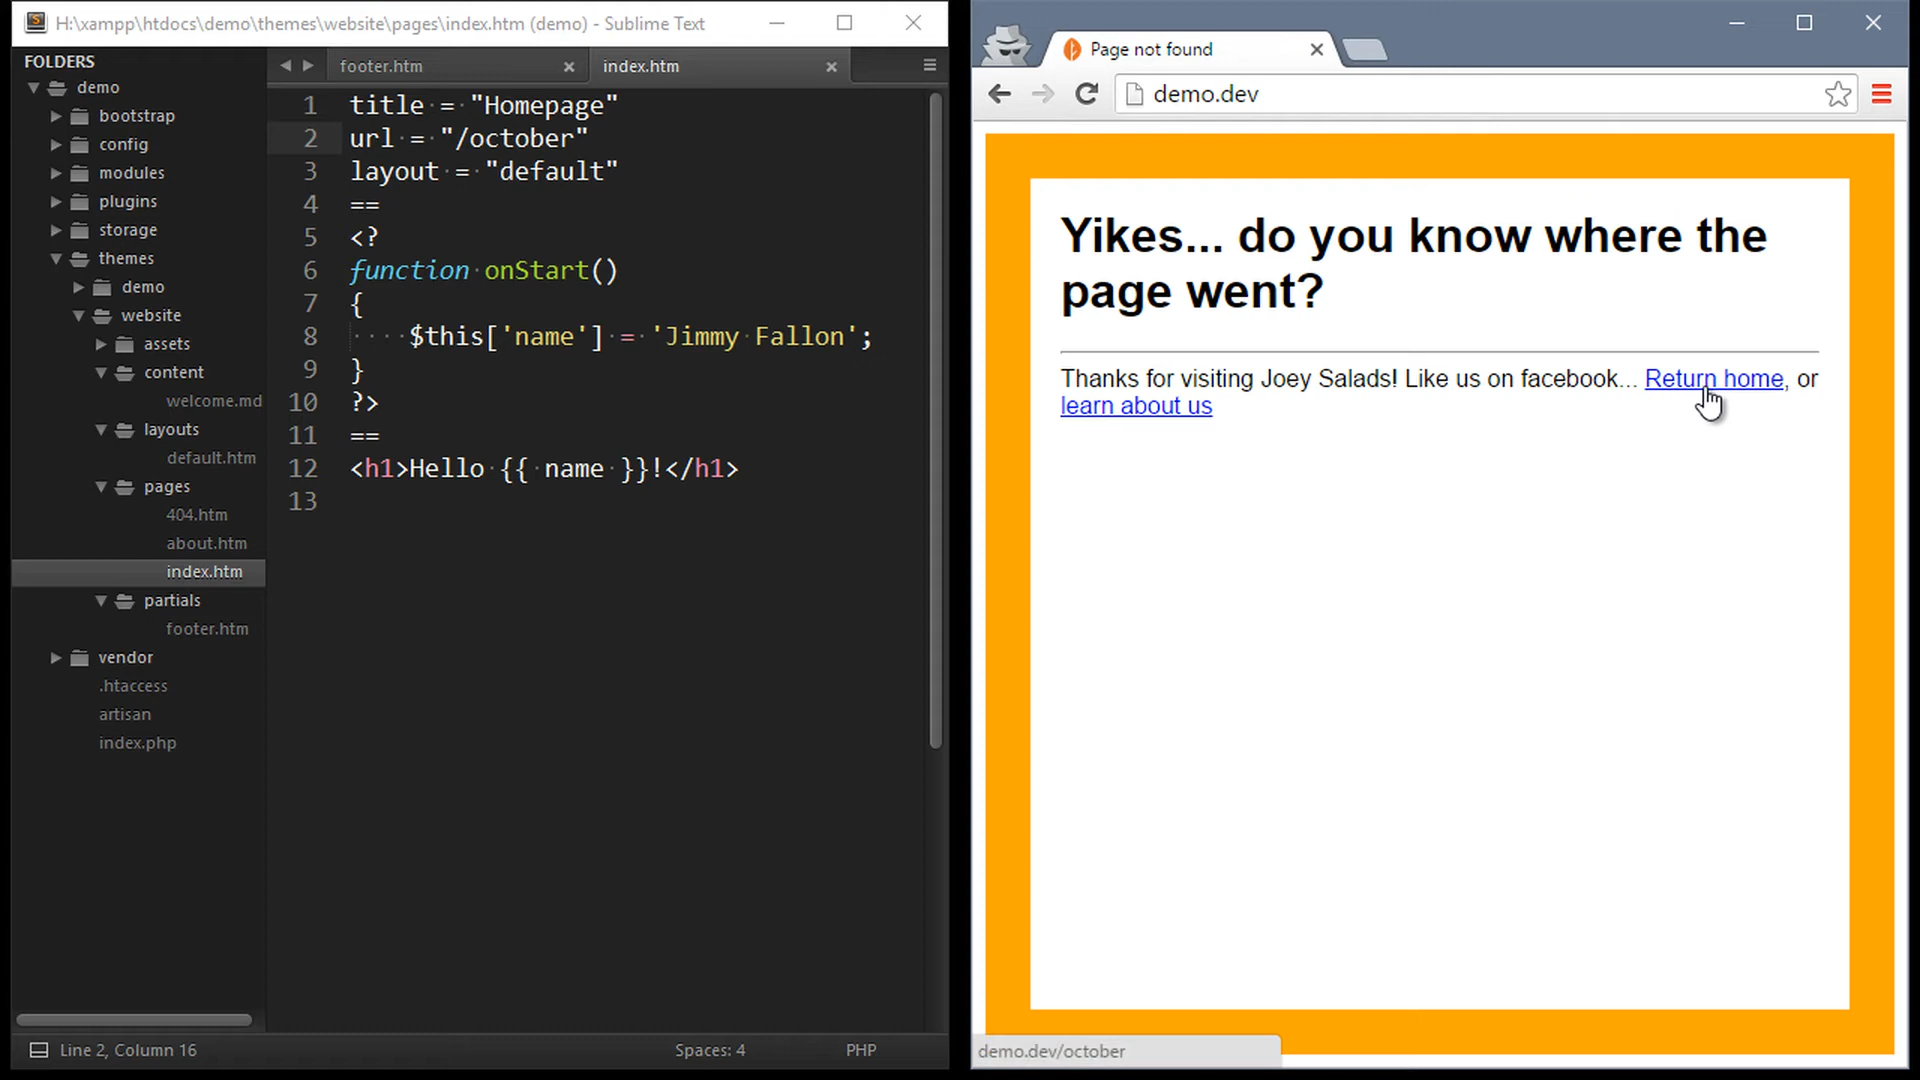 H:\xampp\htdocs\demo\themes\website\pages\index.htm (demo) - Sublime Text
FOLDERS
demo
bootstrap
config
modules
plugins
storage
themes
demo
website
assets
content
welcome.md
layouts
default.htm
pages
404.htm
about.htm
index.htm
partials
footer.htm
vendor
.htaccess
artisan
index.php
footer.htm
index.htm
1 title = "Homepage"
2 url = "/october"
3 layout = "default"
4 ==
5 <?
6 function onStart()
7 {
8 $this['name'] = 'Jimmy Fallon';
9 }
10 ?>
11 ==
12 <h1>Hello {{ name }}!</h1>
13
Line 2, Column 16
Spaces: 4
PHP
Page not found
demo.dev
Yikes... do you know where the
page went?
Thanks for visiting Joey Salads! Like us on facebook... Return home, or
learn about us
demo.dev/october